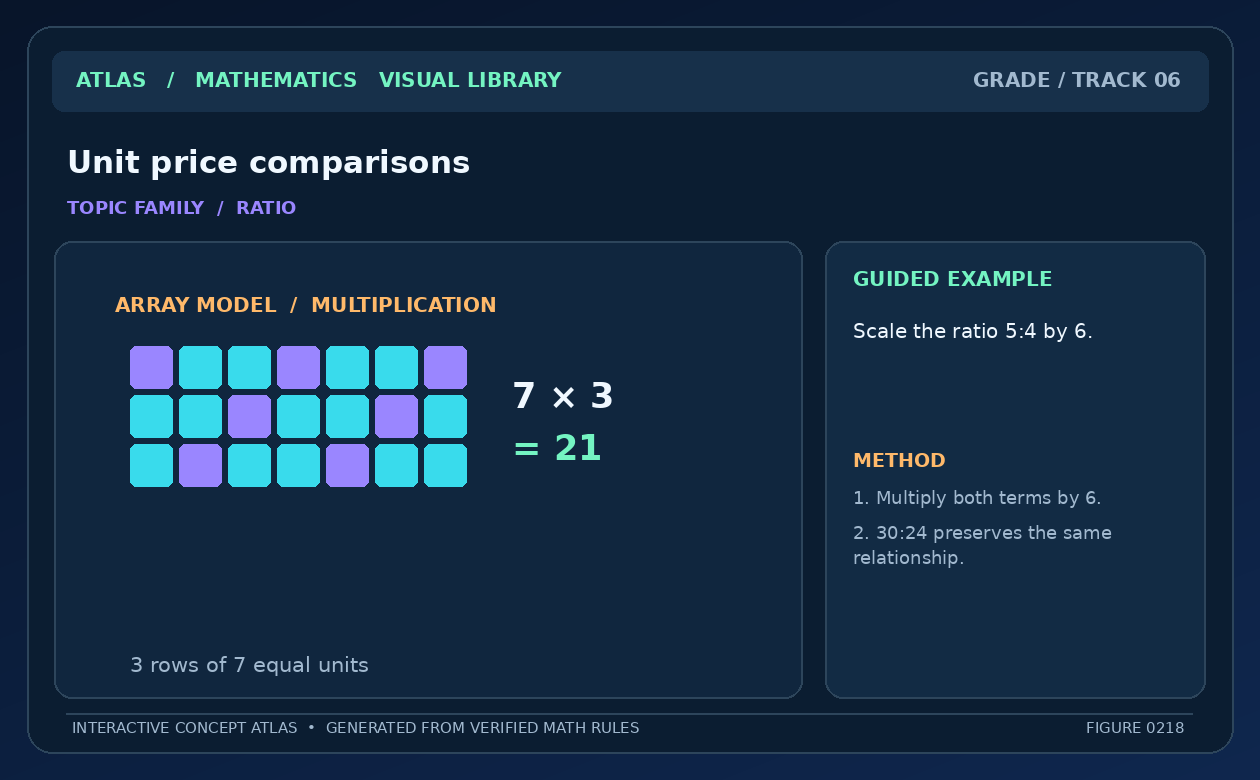 ATLAS / MATHEMATICS VISUAL LIBRARY
GRADE / TRACK 06
Unit price comparisons
TOPIC FAMILY / RATIO
ARRAY MODEL / MULTIPLICATION
7 × 3
= 21
3 rows of 7 equal units
GUIDED EXAMPLE
Scale the ratio 5:4 by 6.
METHOD
1. Multiply both terms by 6.
2. 30:24 preserves the same
relationship.
INTERACTIVE CONCEPT ATLAS • GENERATED FROM VERIFIED MATH RULES
FIGURE 0218